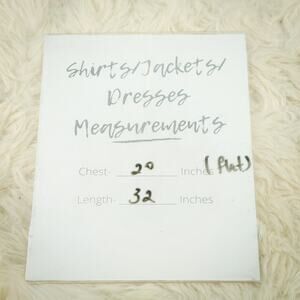 Shirts/Jackets/
Dresses
Measurements
Chest- 20 Inches (flat)
Length- 32 Inches